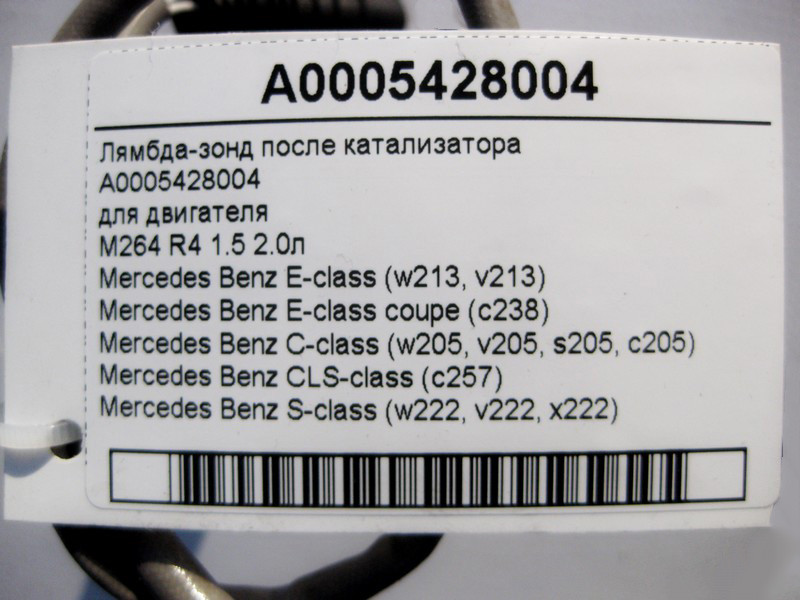 A0005428004
Лямбда-зонд после катализатора
A0005428004
для двигателя
M264 R4 1.5 2.0л
Mercedes Benz E-class (w213, v213)
Mercedes Benz E-class coupe (c238)
Mercedes Benz C-class (w205, v205, s205, c205)
Mercedes Benz CLS-class (c257)
Mercedes Benz S-class (w222, v222, x222)